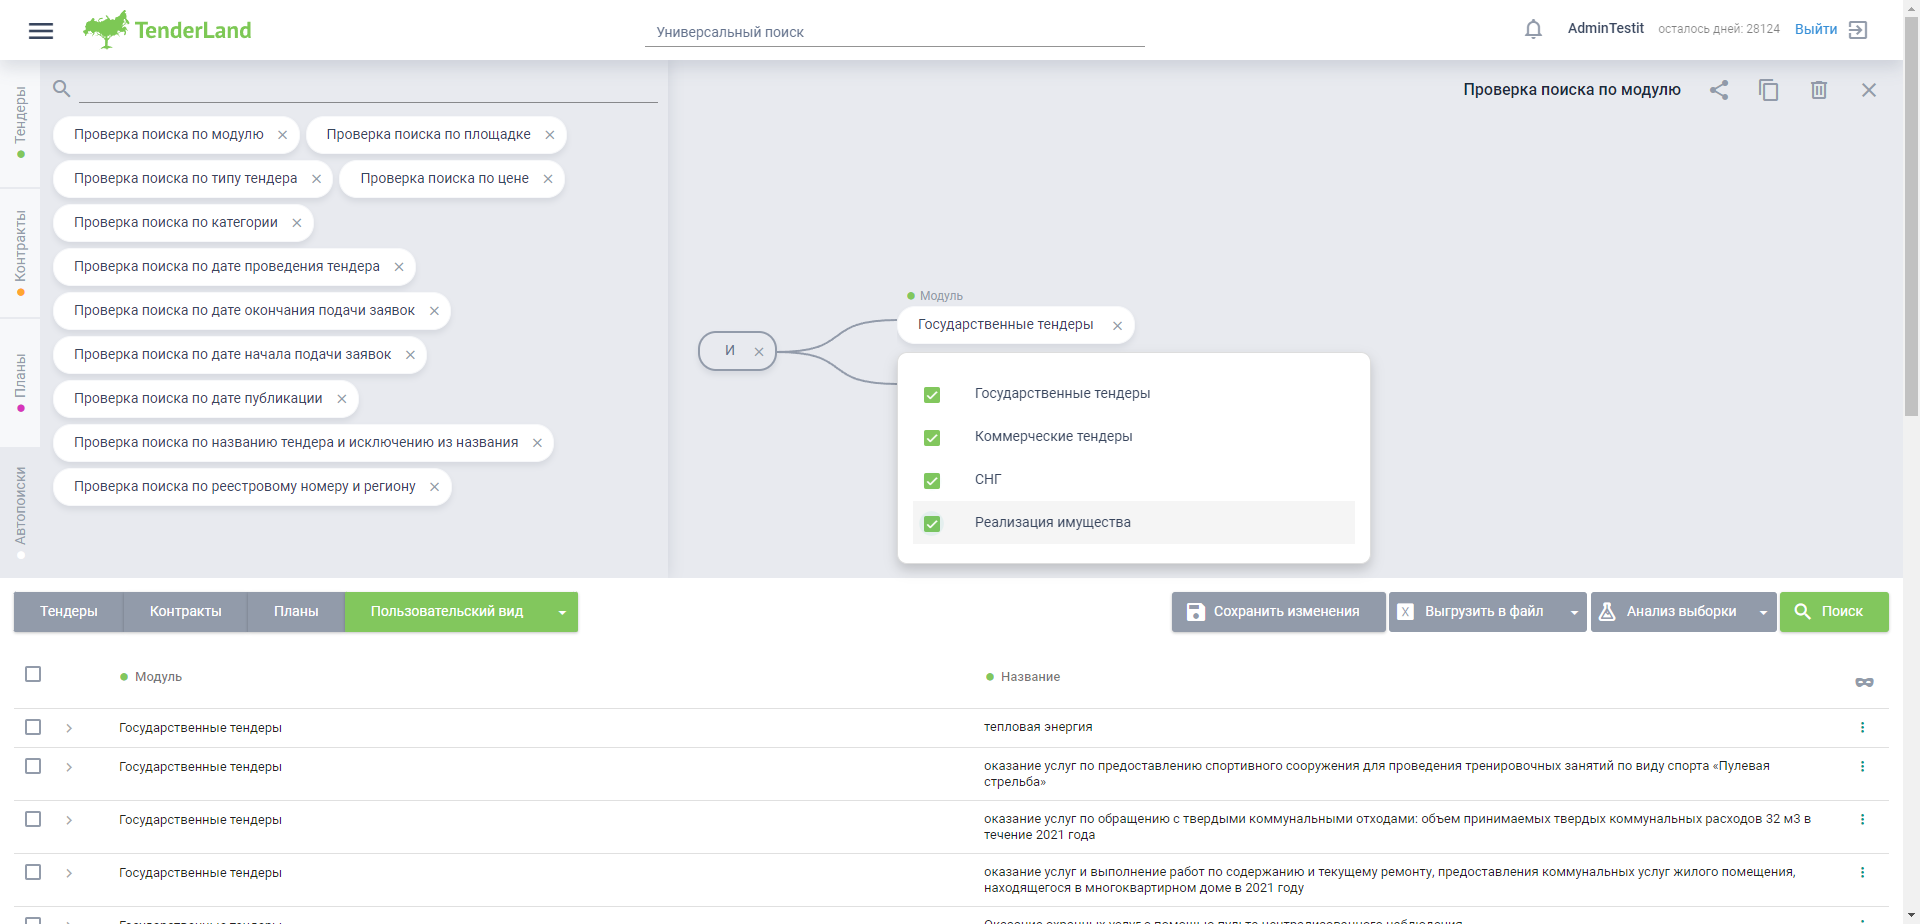 TenderLand
Универсальный поиск
AdminTestit
осталось дней: 28124
Выйти
Тендеры
Контракты
Планы
Автопоиски
Проверка поиска по модулю
Проверка поиска по площадке
Проверка поиска по типу тендера
Проверка поиска по цене
Проверка поиска по категории
Проверка поиска по дате проведения тендера
Проверка поиска по дате окончания подачи заявок
Проверка поиска по дате начала подачи заявок
Проверка поиска по дате публикации
Проверка поиска по названию тендера и исключению из названия
Проверка поиска по реестровому номеру и региону
Проверка поиска по модулю
И
Модуль
Государственные тендеры
Государственные тендеры
Коммерческие тендеры
СНГ
Реализация имущества
Тендеры
Контракты
Планы
Пользовательский вид
Сохранить изменения
X
Выгрузить в файл
Анализ выборки
Поиск
Модуль
Название
Государственные тендеры
тепловая энергия
Государственные тендеры
оказание услуг по предоставлению спортивного сооружения для проведения тренировочных занятий по виду спорта «Пулевая
стрельба»
Государственные тендеры
оказание услуг по обращению с твердыми коммунальными отходами: объем принимаемых твердых коммунальных расходов 32 м3 в
течение 2021 года
Государственные тендеры
оказание услуг и выполнение работ по содержанию и текущему ремонту, предоставления коммунальных услуг жилого помещения,
находящегося в многоквартирном доме в 2021 году